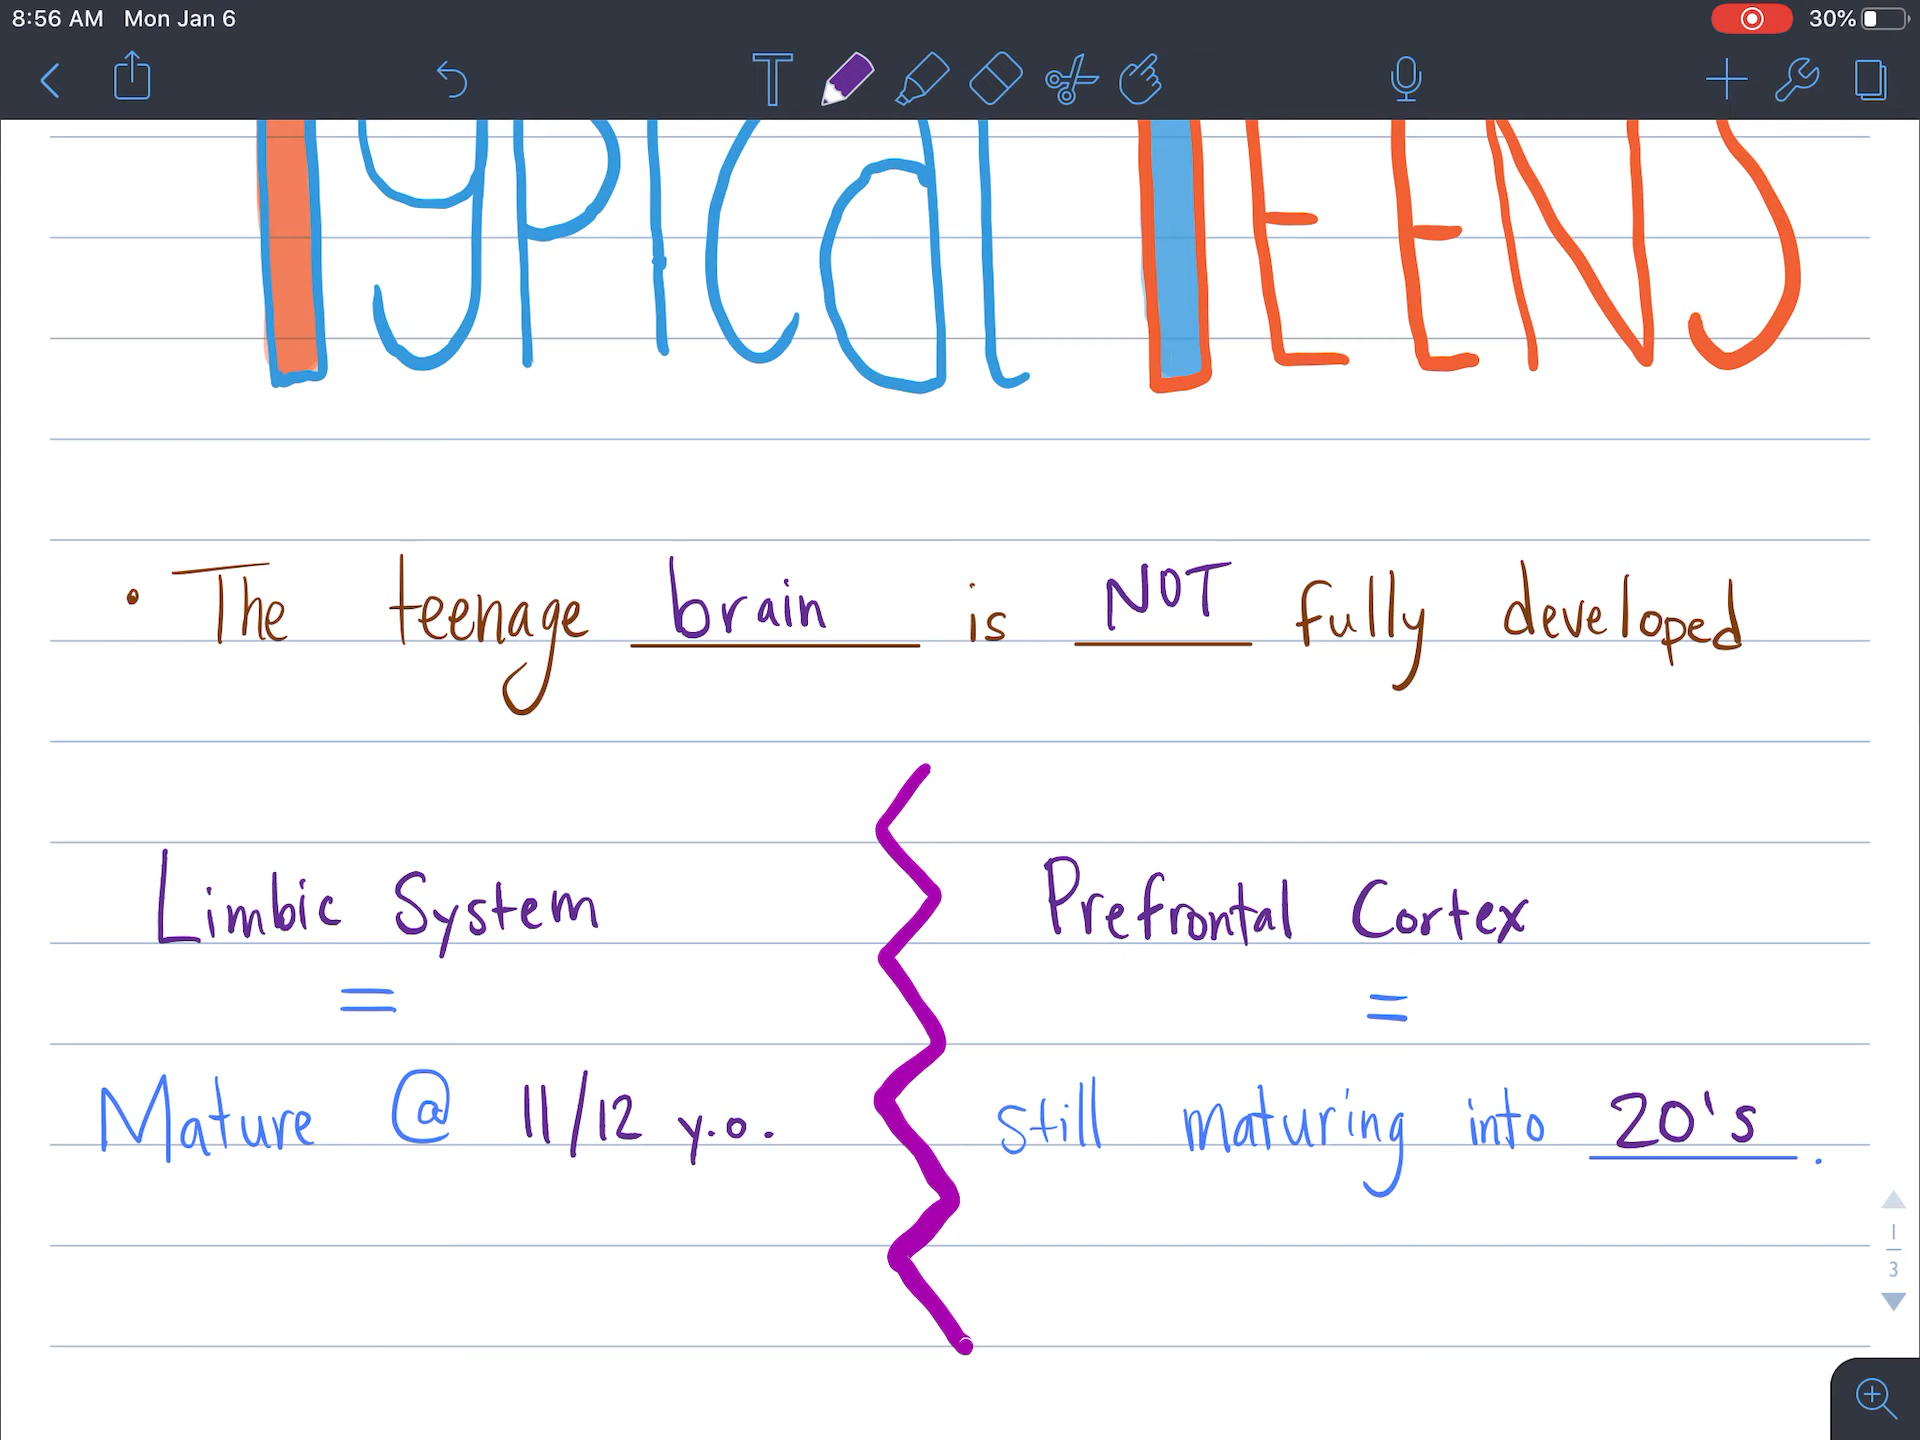 8:56 AM Mon Jan 6
30%
T
Typical TEENS
• The teenage brain is NOT fully developed
Limbic System
Prefrontal Cortex
=
=
Mature @ 11/12 y.o.
still maturing into 20's.
1
3